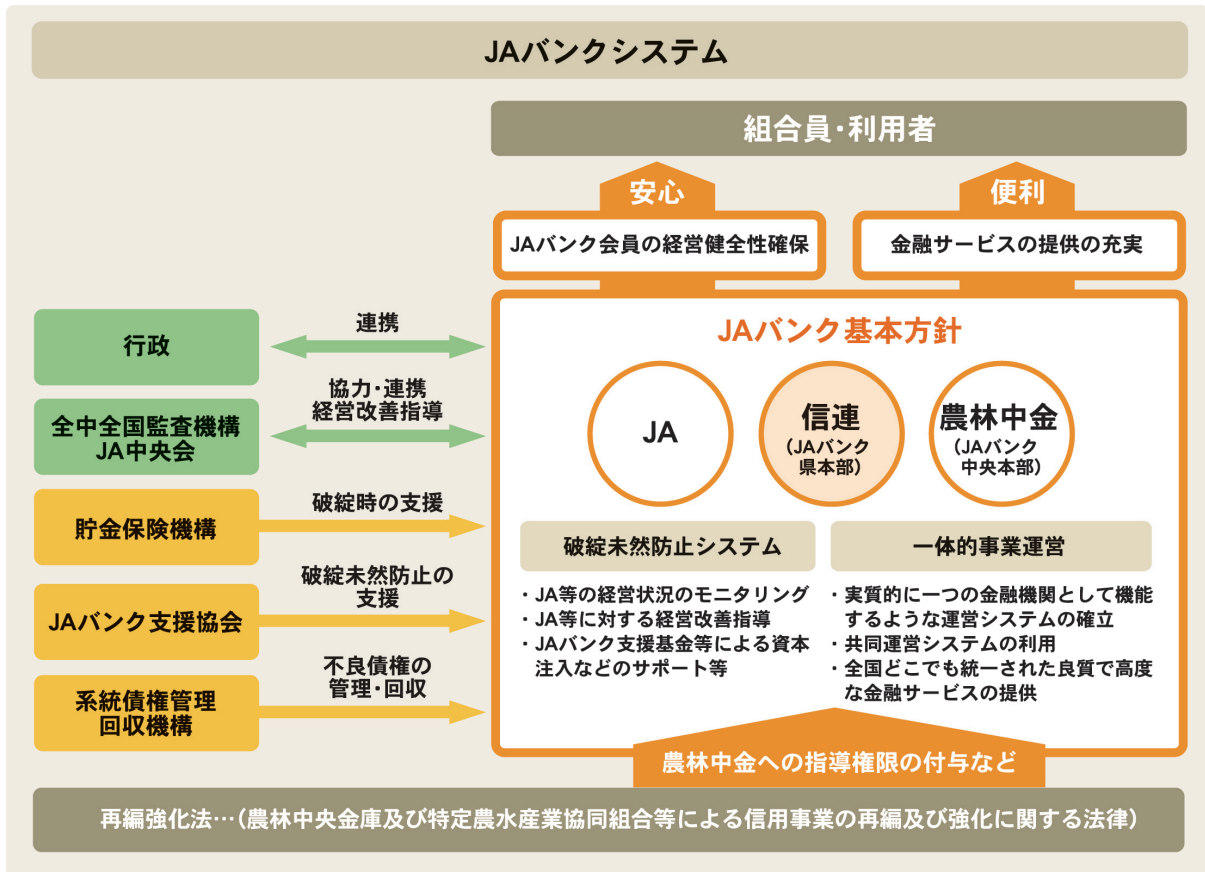 JAバンクシステム
組合員・利用者
安心
便利
JAバンク会員の経営健全性確保
金融サービスの提供の充実
行政
連携
全中全国監査機構
JA中央会
協力・連携
経営改善指導
貯金保険機構
破綻時の支援
JAバンク支援協会
破綻未然防止の
支援
系統債権管理
回収機構
不良債権の
管理・回収
JAバンク基本方針
JA
信連
(JAバンク
県本部)
農林中金
(JAバンク
中央本部)
破綻未然防止システム
・JA等の経営状況のモニタリング
・JA等に対する経営改善指導
・JAバンク支援基金等による資本
注入などのサポート等
一体的事業運営
・実質的に一つの金融機関として機能
するような運営システムの確立
・共同運営システムの利用
・全国どこでも統一された良質で高度
な金融サービスの提供
農林中金への指導権限の付与など
再編強化法…(農林中央金庫及び特定農水産業協同組合等による信用事業の再編及び強化に関する法律)